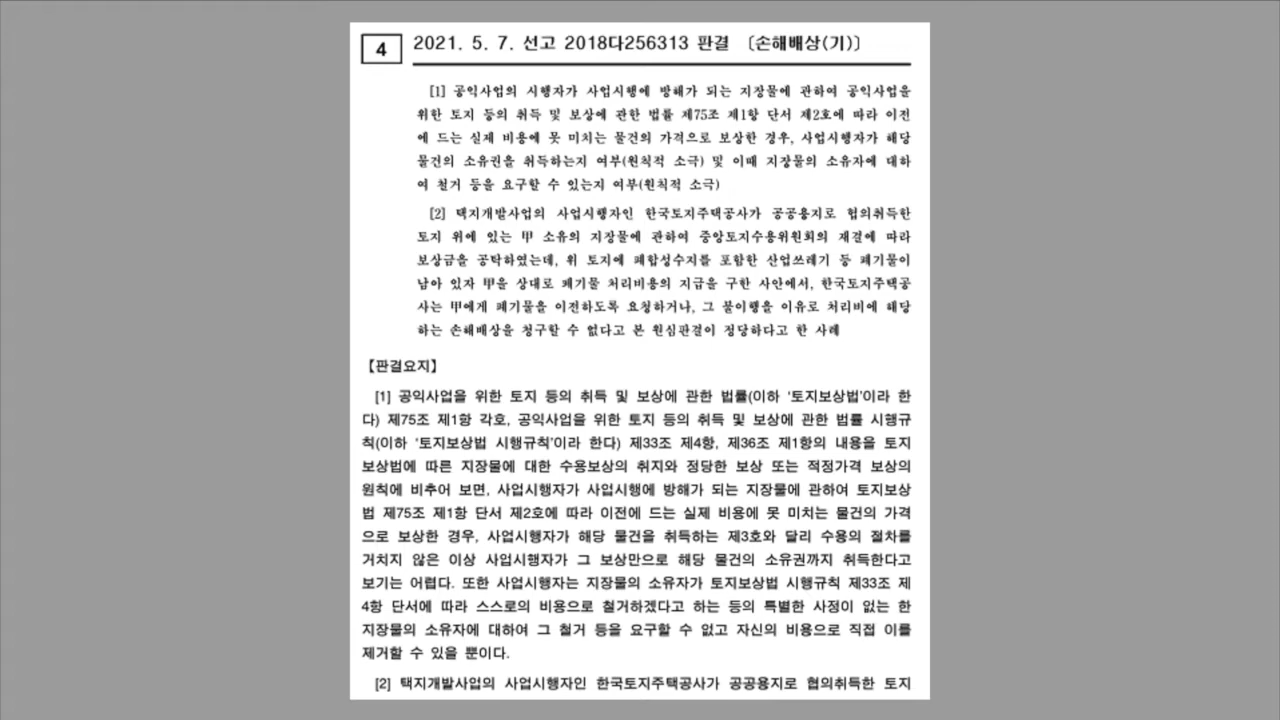 4
2021. 5. 7. 선고 2018다256313 판결 〔손해배상(기)〕
[1] 공익사업의 시행자가 사업시행에 방해가 되는 지장물에 관하여 공익사업을
위한 토지 등의 취득 및 보상에 관한 법률 제75조 제1항 단서 제2호에 따라 이전
에 드는 실제 비용에 못 미치는 물건의 가격으로 보상한 경우, 사업시행자가 해당
물건의 소유권을 취득하는지 여부(원칙적 소극) 및 이때 지장물의 소유자에 대하
여 철거 등을 요구할 수 있는지 여부(원칙적 소극)
[2] 택지개발사업의 사업시행자인 한국토지주택공사가 공공용지로 협의취득한
토지 위에 있는 甲 소유의 지장물에 관하여 중앙토지수용위원회의 재결에 따라
보상금을 공탁하였는데, 위 토지에 폐합성수지를 포함한 산업쓰레기 등 폐기물이
남아 있자 甲을 상대로 폐기물 처리비용의 지급을 구한 사안에서, 한국토지주택공
사는 甲에게 폐기물을 이전하도록 요청하거나, 그 불이행을 이유로 처리비에 해당
하는 손해배상을 청구할 수 없다고 본 원심판결이 정당하다고 한 사례
【판결요지】
[1] 공익사업을 위한 토지 등의 취득 및 보상에 관한 법률(이하 ‘토지보상법’이라 한
다) 제75조 제1항 각호, 공익사업을 위한 토지 등의 취득 및 보상에 관한 법률 시행규
칙(이하 ‘토지보상법 시행규칙’이라 한다) 제33조 제4항, 제36조 제1항의 내용을 토지
보상법에 따른 지장물에 대한 수용보상의 취지와 정당한 보상 또는 적정가격 보상의
원칙에 비추어 보면, 사업시행자가 사업시행에 방해가 되는 지장물에 관하여 토지보상
법 제75조 제1항 단서 제2호에 따라 이전에 드는 실제 비용에 못 미치는 물건의 가격
으로 보상한 경우, 사업시행자가 해당 물건을 취득하는 제3호와 달리 수용의 절차를
거치지 않은 이상 사업시행자가 그 보상만으로 해당 물건의 소유권까지 취득한다고
보기는 어렵다. 또한 사업시행자는 지장물의 소유자가 토지보상법 시행규칙 제33조 제
4항 단서에 따라 스스로의 비용으로 철거하겠다고 하는 등의 특별한 사정이 없는 한
지장물의 소유자에 대하여 그 철거 등을 요구할 수 없고 자신의 비용으로 직접 이를
제거할 수 있을 뿐이다.
[2] 택지개발사업의 사업시행자인 한국토지주택공사가 공공용지로 협의취득한 토지